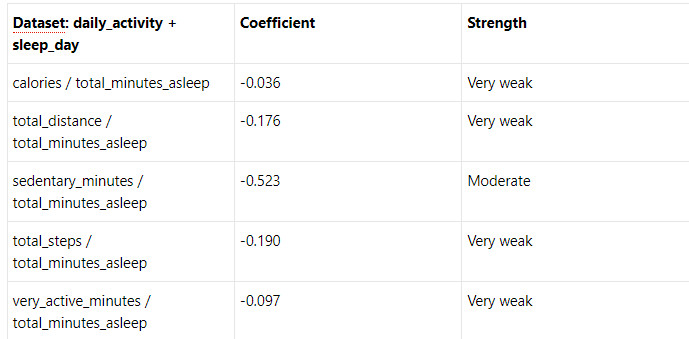 Dataset: daily_activity + Coefficient Strength
sleep_day
calories / total_minutes_asleep -0.036 Very weak
total_distance / -0.176 Very weak
total_minutes_asleep
sedentary_minutes / -0.523 Moderate
total_minutes_asleep
total_steps / -0.190 Very weak
total_minutes_asleep
very_active_minutes / -0.097 Very weak
total_minutes_asleep